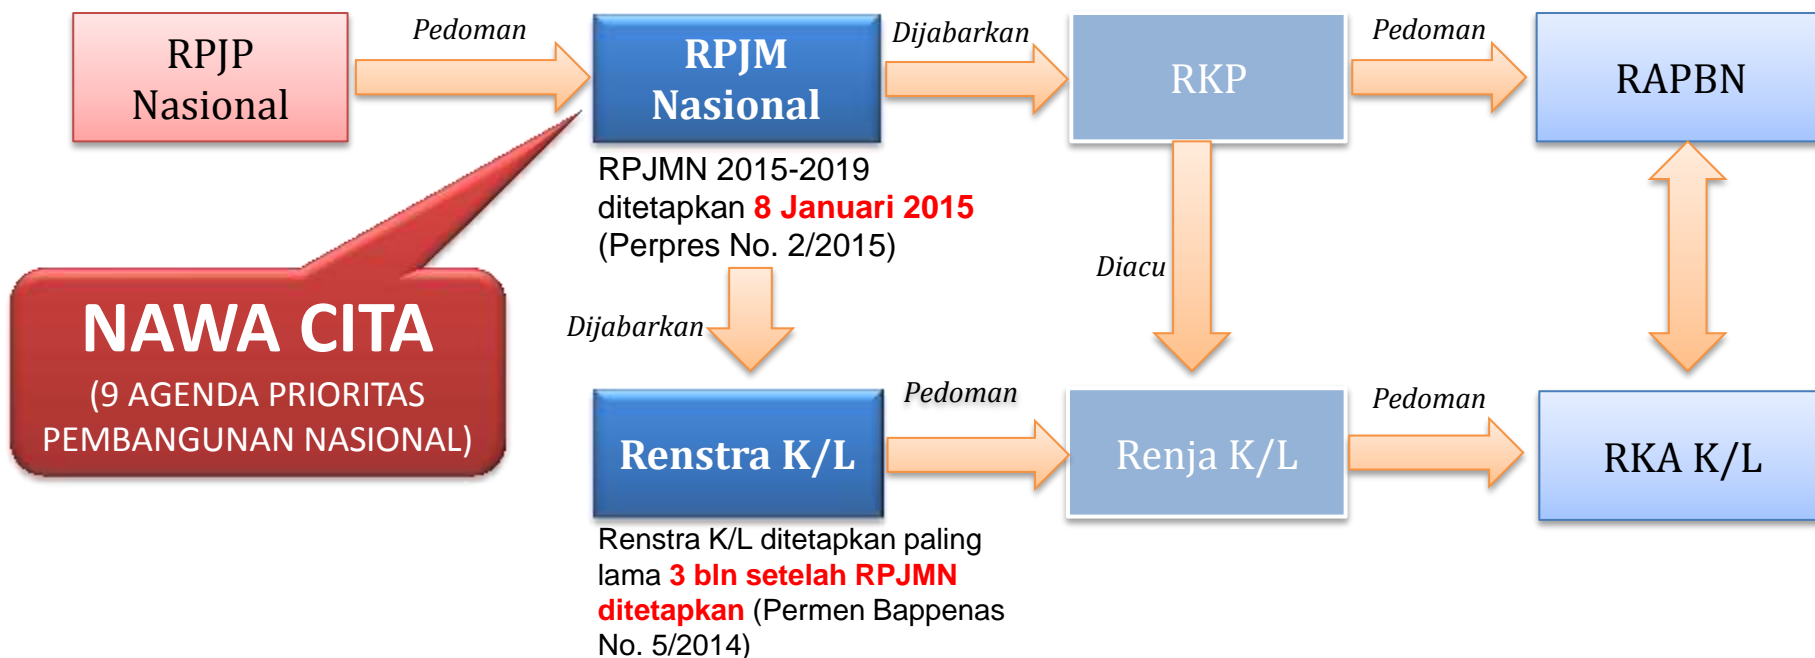 Pedoman
Dijabarkan
Pedoman
RPJP
Nasional
RPJM
Nasional
RKP
RAPBN
RPJMN 2015-2019
ditetapkan 8 Januari 2015
(Perpres No. 2/2015)
Diacu
NAWA CITA
(9 AGENDA PRIORITAS
PEMBANGUNAN NASIONAL)
Dijabarkan
Pedoman
Pedoman
Renstra K/L
Renja K/L
RKA K/L
Renstra K/L ditetapkan paling
lama 3 bln setelah RPJMN
ditetapkan (Permen Bappenas
No. 5/2014)